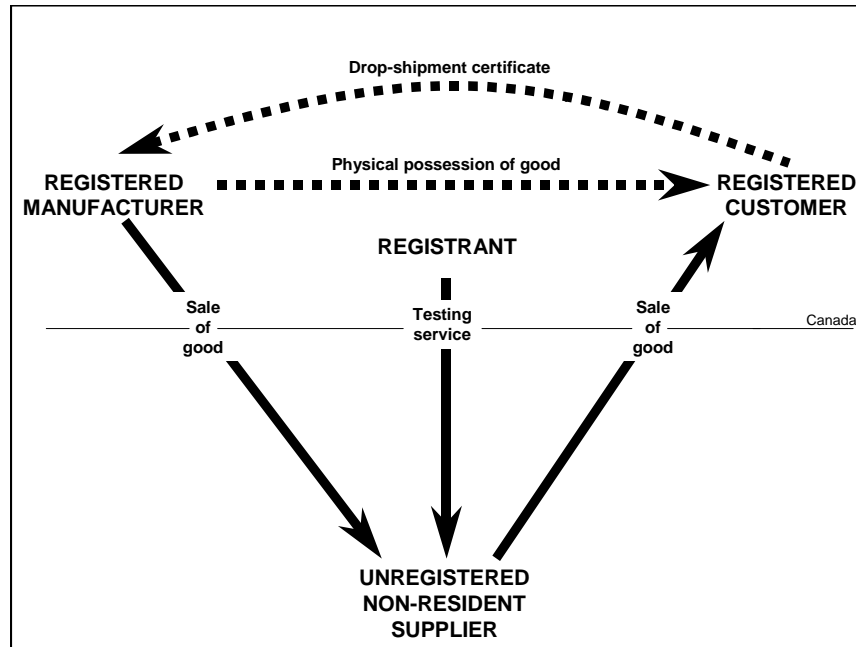 Drop-shipment certificate
Physical possession of good
REGISTERED
MANUFACTURER
REGISTERED
CUSTOMER
REGISTRANT
Sale
of
good
Testing
service
Sale
of
good
Canada
UNREGISTERED
NON-RESIDENT
SUPPLIER